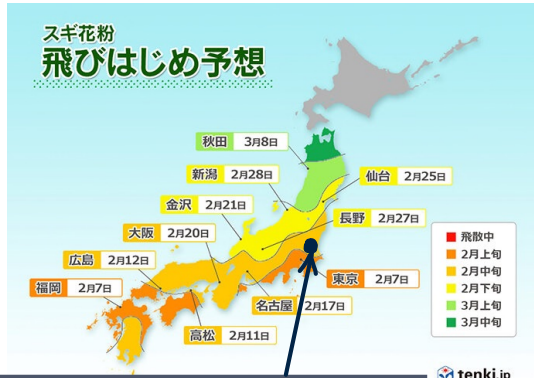 スギ花粉
飛びはじめ予想
秋田 3月8日
新潟 2月28日
仙台 2月25日
金沢 2月21日
長野 2月27日
大阪 2月20日
広島 2月12日
東京 2月7日
福岡 2月7日
名古屋 2月17日
高松 2月11日
飛散中
2月上旬
2月中旬
2月下旬
3月上旬
3月中旬
tenki.jp